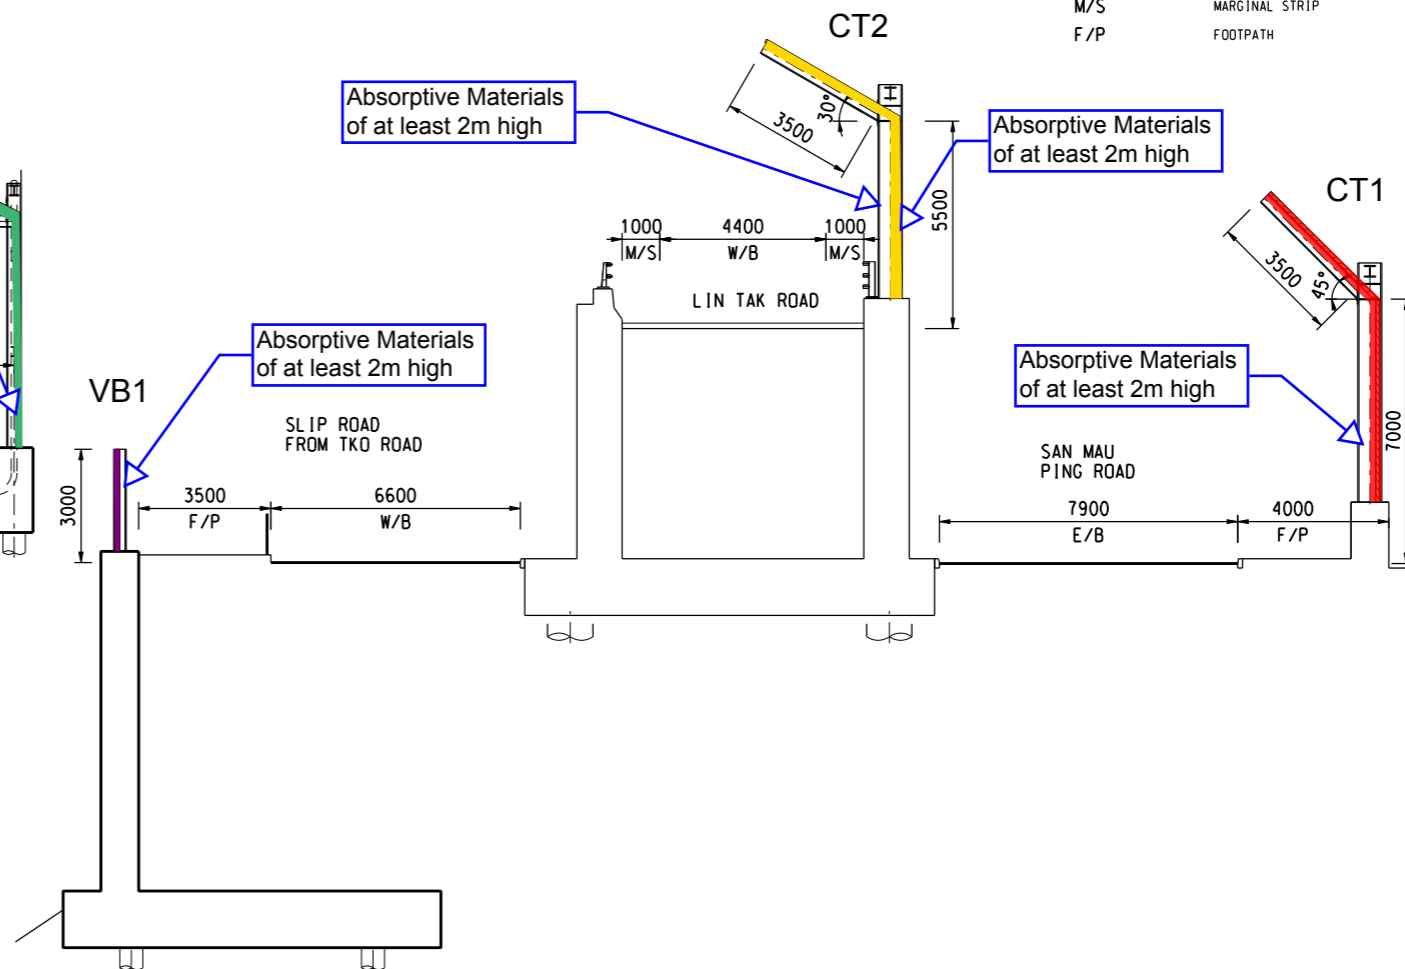 M/S MARGINAL STRIP
F/P FOOTPATH
CT2
Absorptive Materials
of at least 2m high
30°
3500
Absorptive Materials
of at least 2m high
5500
CT1
1000 4400 1000
M/S W/B M/S
LIN TAK ROAD
3500
45°
Absorptive Materials
of at least 2m high
VB1
SLIP ROAD
FROM TKO ROAD
Absorptive Materials
of at least 2m high
7000
SAN MAU
PING ROAD
3000
3500 6600
F/P W/B
7900 4000
E/B F/P